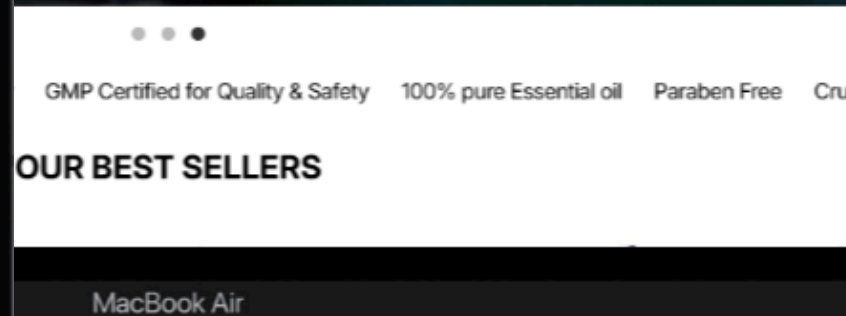 GMP Certified for Quality & Safety 100% pure Essential oil Paraben Free
OUR BEST SELLERS
MacBook Air